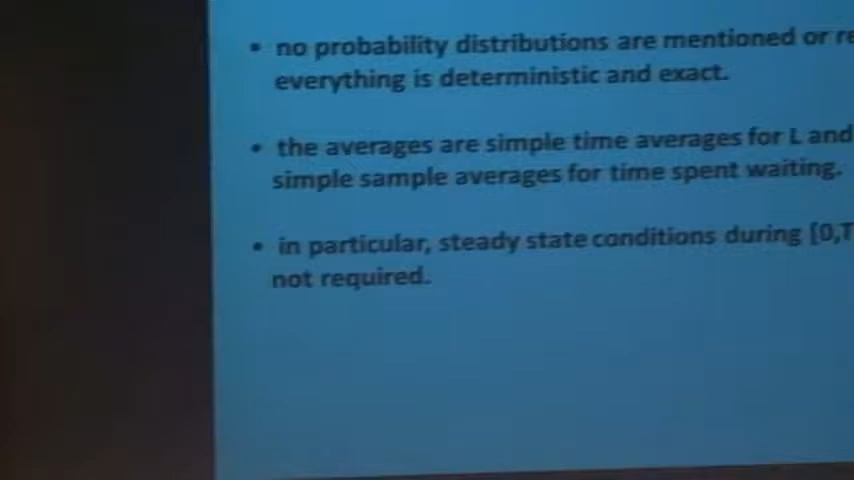 • no probability distributions are mentioned or
everything is deterministic and exact.
• the averages are simple time averages for L and
simple sample averages for time spent waiting.
• in particular, steady state conditions during [0,T
not required.